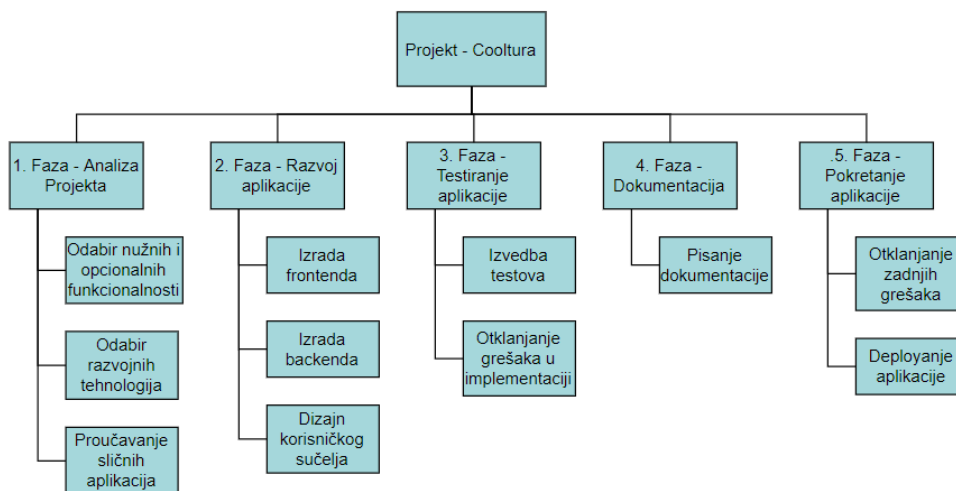 Projekt - Cooltura
1. Faza - Analiza
Projekta
Odabir nužnih i
opcionalnih
funkcionalnosti
Odabir
razvojnih
tehnologija
Proučavanje
sličnih
aplikacija
2. Faza - Razvoj
aplikacije
Izrada
frontenda
Izrada
backenda
Dizajn
korisničkog
sučelja
3. Faza -
Testiranje
aplikacije
Izvedba
testova
Otklanjanje
grešaka u
implementaciji
4. Faza -
Dokumentacija
Pisanje
dokumentacije
.5. Faza -
Pokretanje
aplikacije
Otklanjanje
zadnjih
grešaka
Deployanje
aplikacije